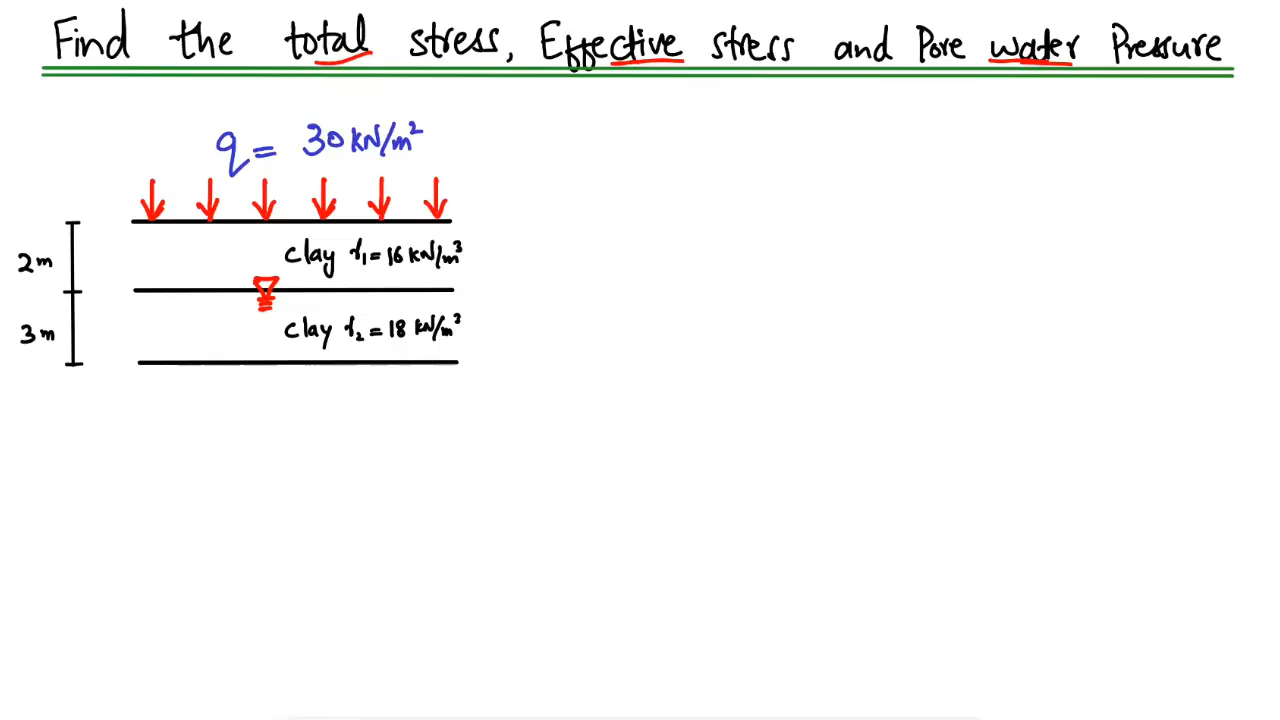 Find the total stress, Effective stress and Pore water Pressure
q = 30 kN/m²
2m
clay γ₁ = 16 kN/m³
3m
clay γ₂ = 18 kN/m³